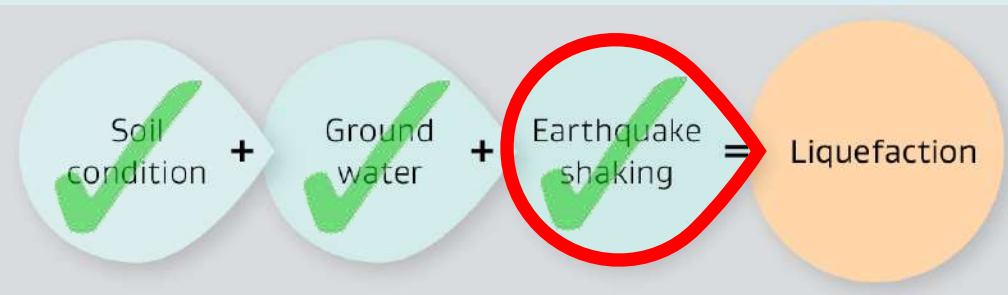 Soil
condition
+
Ground
water
+
Earthquake
shaking
=
Liquefaction